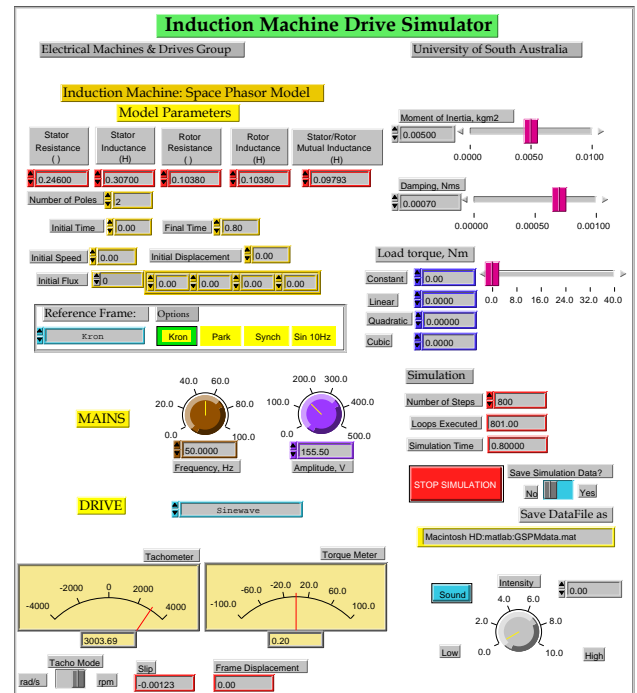 Induction Machine Drive Simulator
Electrical Machines & Drives Group
University of South Australia
Induction Machine: Space Phasor Model
Model Parameters
Stator Resistance ( )
Stator Inductance (H)
Rotor Resistance ( )
Rotor Inductance (H)
Stator/Rotor Mutual Inductance (H)
0.24600
0.30700
0.10380
0.10380
0.09793
Number of Poles 2
Initial Time 0.00
Final Time 0.80
Initial Speed 0.00
Initial Displacement 0.00
Initial Flux 0 0.00 0.00 0.00 0.00
Moment of Inertia, kgm2
0.00500
0.0000 0.0050 0.0100
Damping, Nms
0.00070
0.00000 0.00050 0.00100
Load torque, Nm
Constant 0.00
0.0 8.0 16.0 24.0 32.0 40.0
Linear 0.0000
Quadratic 0.00000
Cubic 0.0000
Reference Frame:
Options
Kron
Kron Park Synch Sin 10Hz
MAINS
0.0 20.0 40.0 60.0 80.0 100.0
50.0000
Frequency, Hz
0.0 100.0 200.0 300.0 400.0 500.0
155.50
Amplitude, V
Simulation
Number of Steps 800
Loops Executed 801.00
Simulation Time 0.80000
STOP SIMULATION
Save Simulation Data?
No Yes
DRIVE
Sinewave
Save DataFile as
Macintosh HD:matlab:GSPMdata.mat
Tachometer
-4000 -2000 0 2000 4000
3003.69
Torque Meter
-100.0 -60.0 -20.0 20.0 60.0 100.0
0.20
Sound
Intensity
0.00
0.0 2.0 4.0 6.0 8.0 10.0
Low High
Tacho Mode
rad/s rpm
Slip
-0.00123
Frame Displacement
0.00